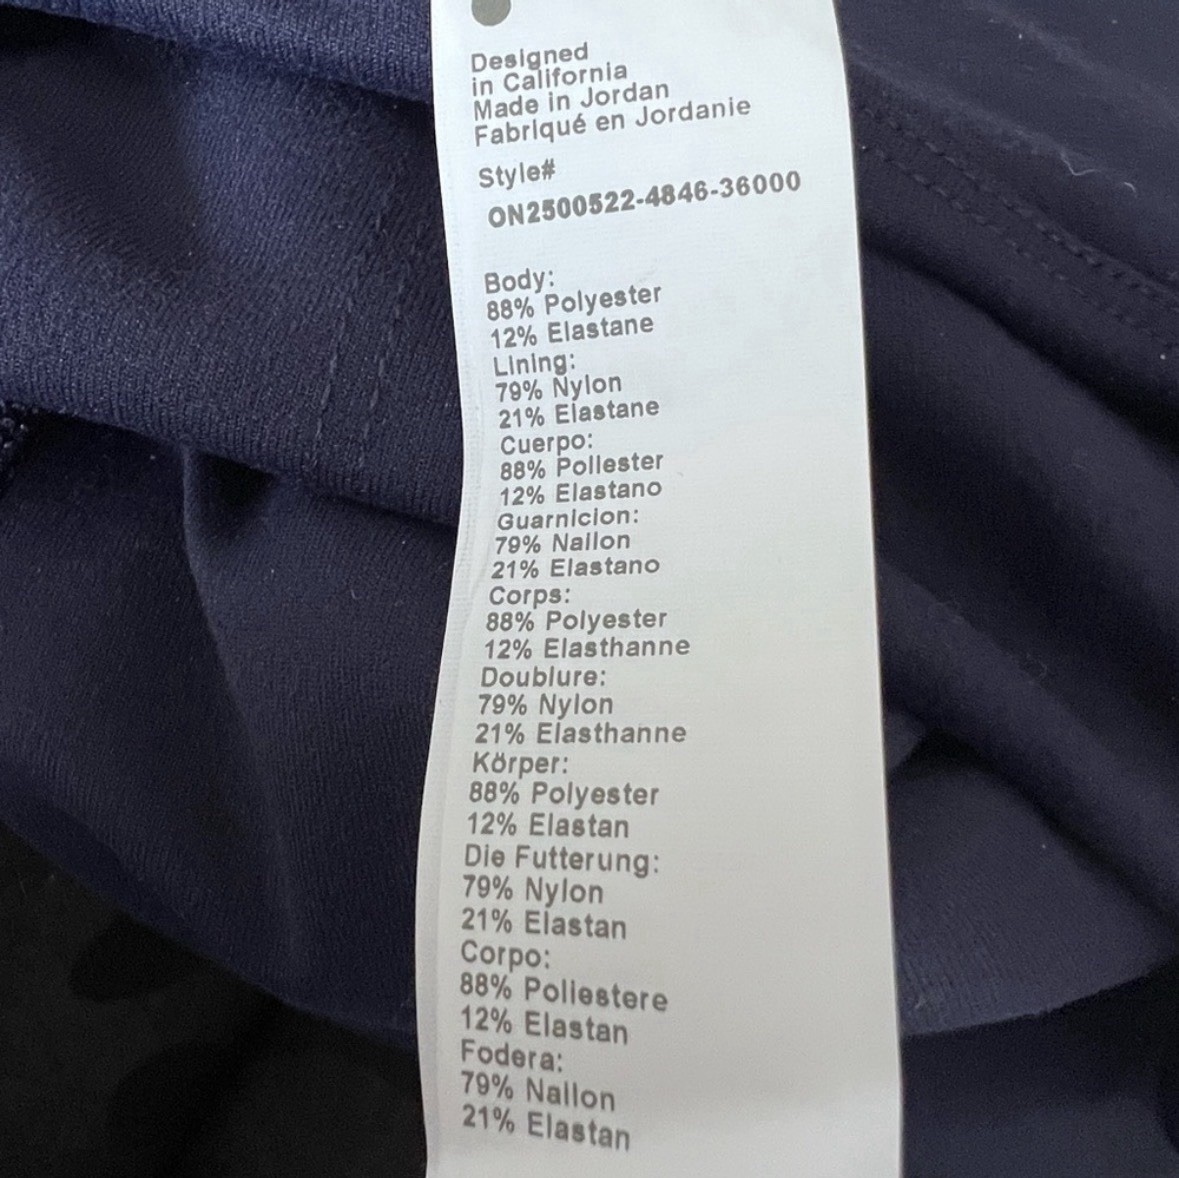 Designed
in California
Made in Jordan
Fabriqué en Jordanie
Style#
ON2500522-4846-36000
Body:
88% Polyester
12% Elastane
Lining:
79% Nylon
21% Elastane
Cuerpo:
88% Poliester
12% Elastano
Guarnicion:
79% Nailon
21% Elastano
Corps:
88% Polyester
12% Elasthanne
Doublure:
79% Nylon
21% Elasthanne
Körper:
88% Polyester
12% Elastan
Die Futterung:
79% Nylon
21% Elastan
Corpo:
88% Poliestere
12% Elastan
Fodera:
79% Nailon
21% Elastan